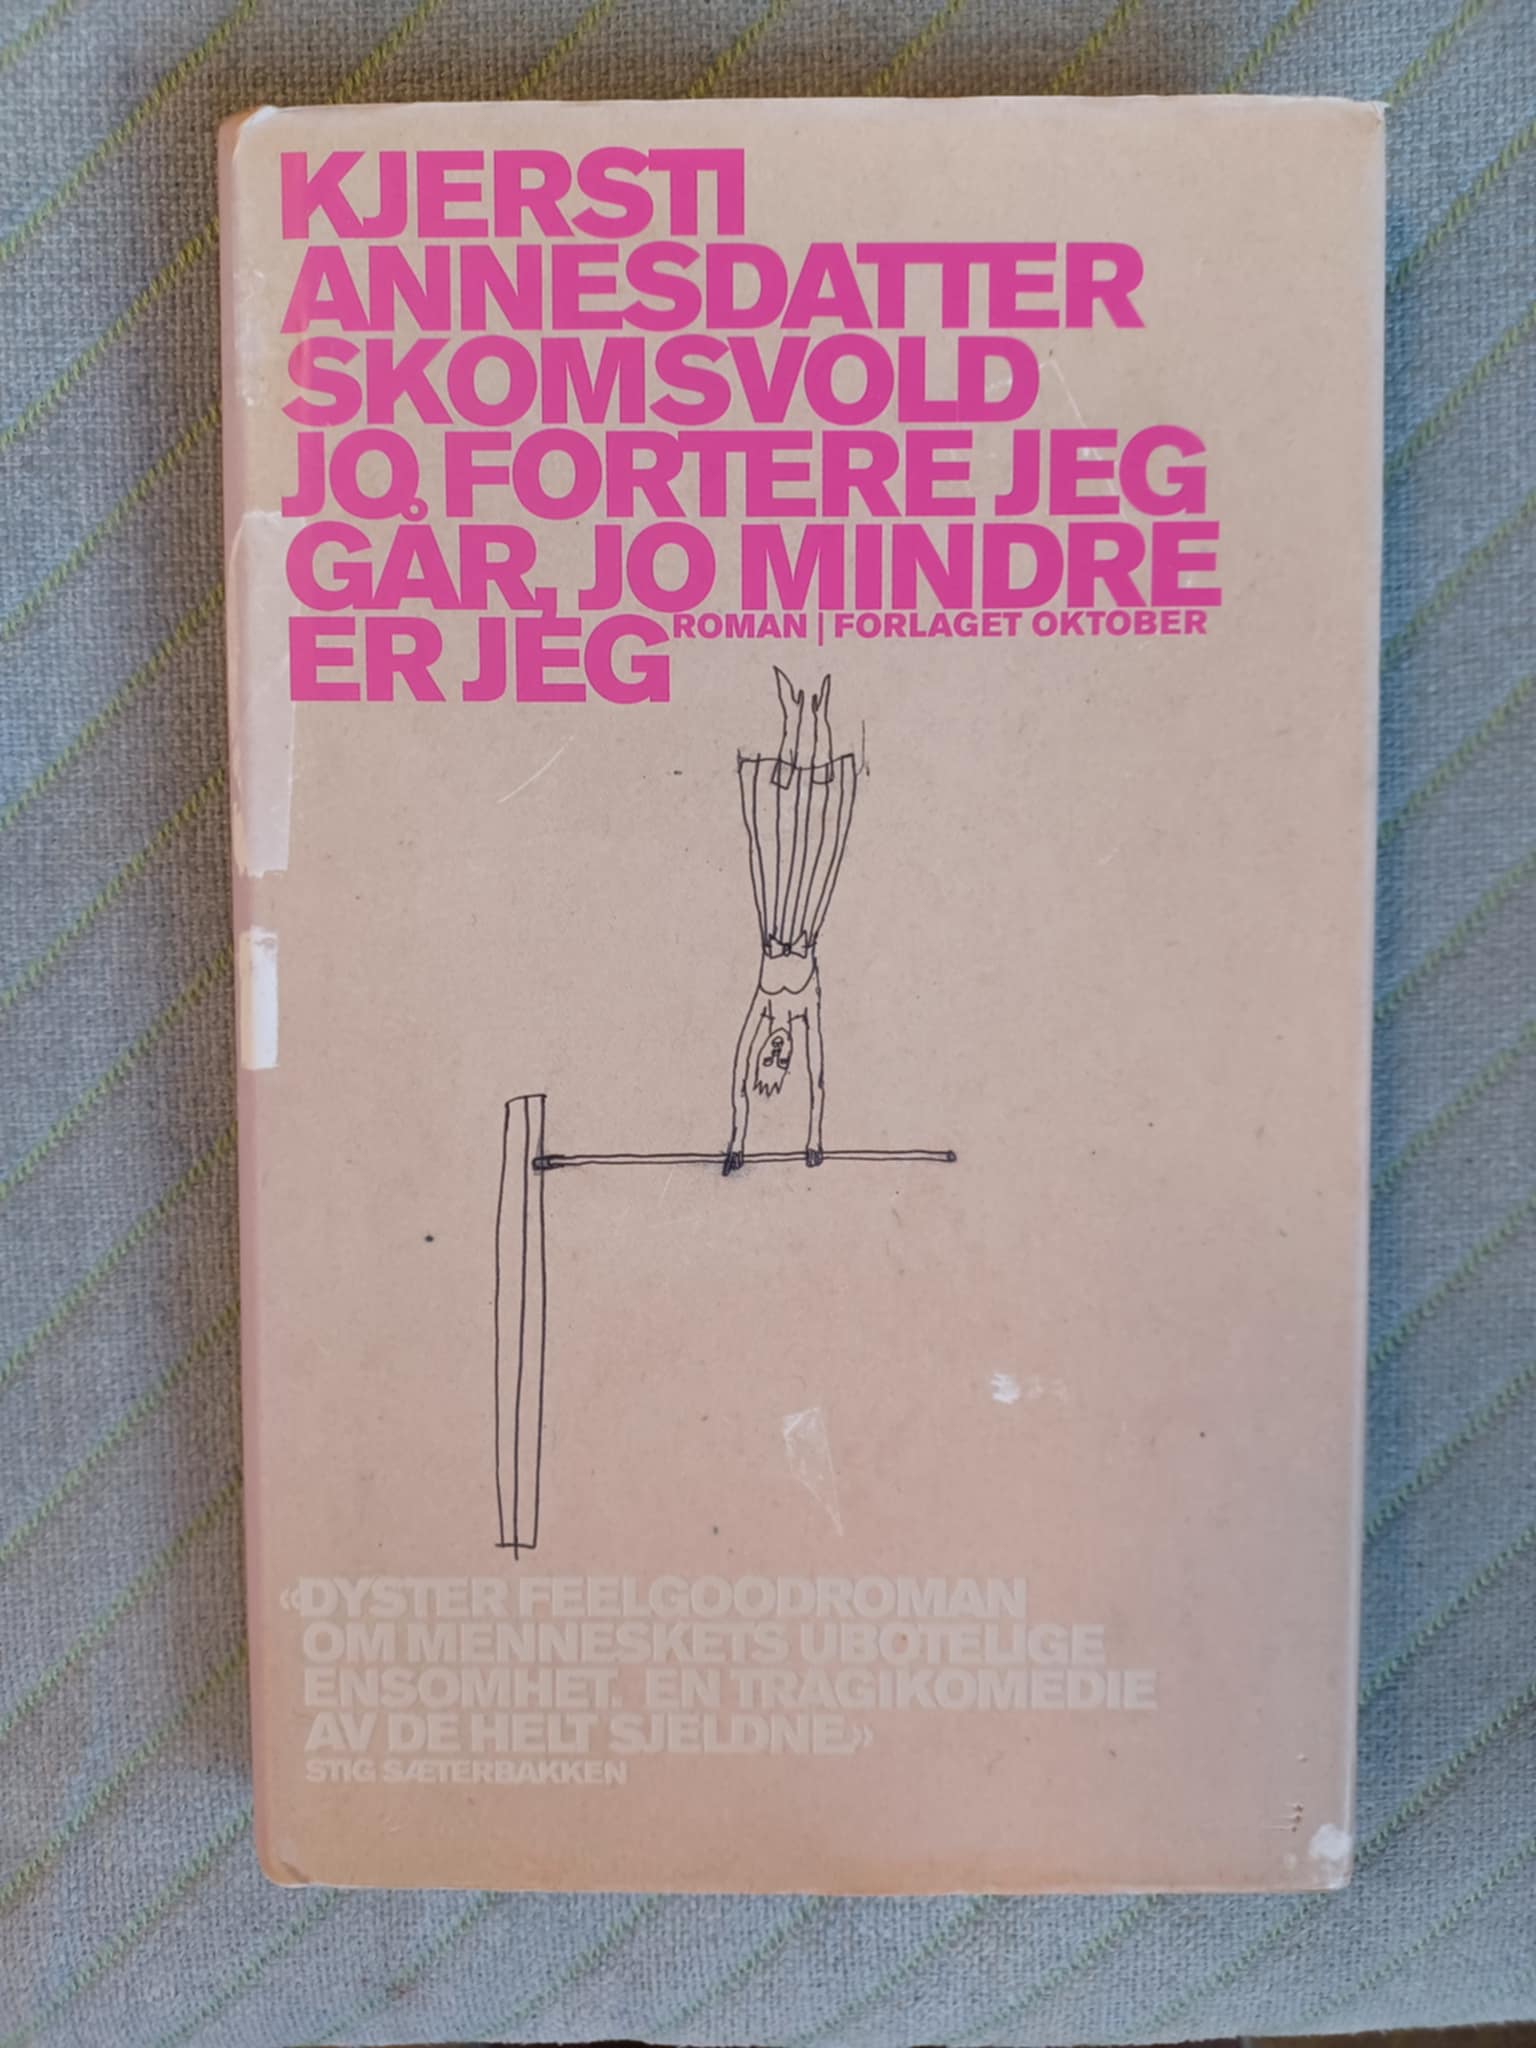 KJERSTI
ANNESDATTER
SKOMSVOLD
JO FORTERE JEG
GÅR, JO MINDRE
ER JEG
ROMAN | FORLAGET OKTOBER
«DYSTER FEELGOODROMAN
OM MENNESKETS UBOTELIGE
ENSOMHET. EN TRAGIKOMEDIE
AV DE HELT SJELDNE»
STIG SÆTERBAKKEN